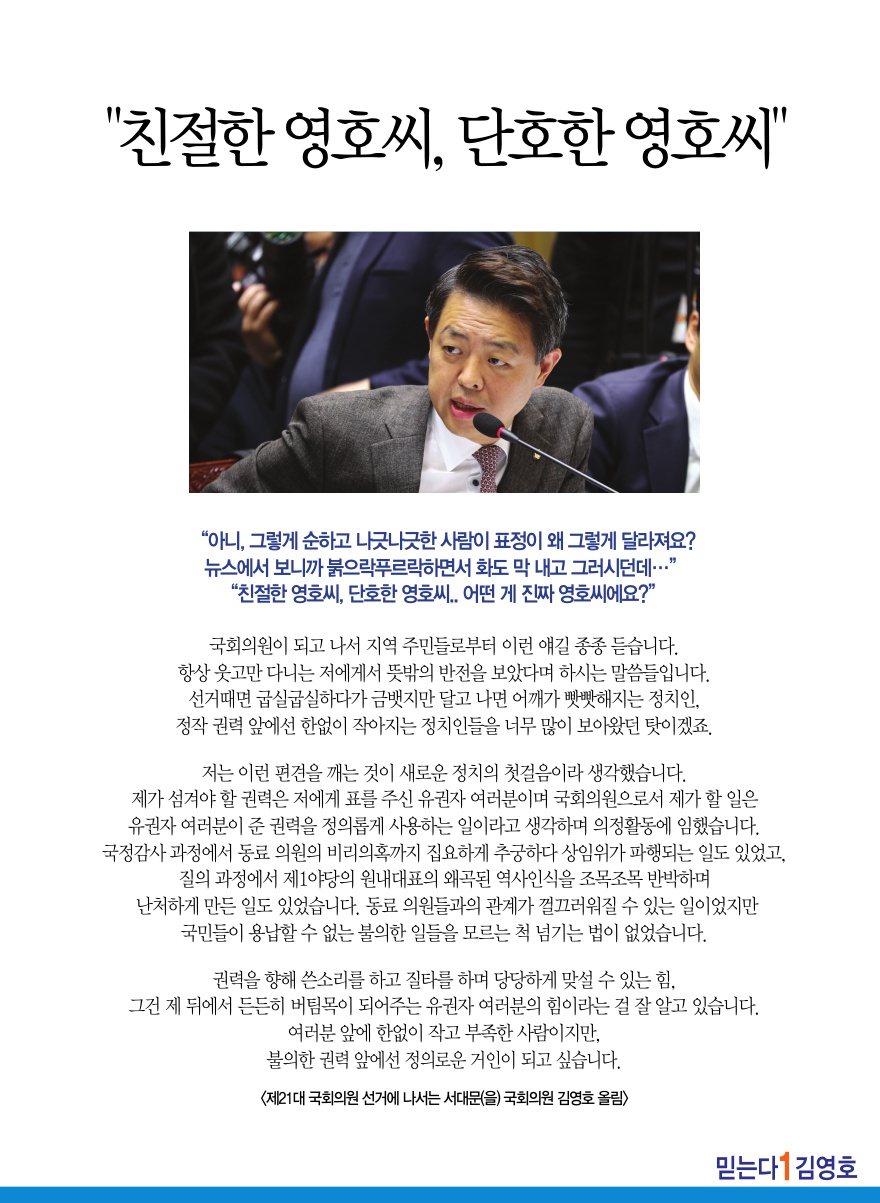 "친절한 영호씨, 단호한 영호씨"
“아니, 그렇게 순하고 나긋나긋한 사람이 표정이 왜 그렇게 달라져요?
뉴스에서 보니까 붉으락푸르락하면서 화도 막 내고 그러시던데…”
“친절한 영호씨, 단호한 영호씨.. 어떤 게 진짜 영호씨에요?”
국회의원이 되고 나서 지역 주민들로부터 이런 얘길 종종 듣습니다.
항상 웃고만 다니는 저에게서 뜻밖의 반전을 보았다며 하시는 말씀들입니다.
선거때면 굽실굽실하다가 금뱃지만 달고 나면 어깨가 빳빳해지는 정치인,
정작 권력 앞에선 한없이 작아지는 정치인들을 너무 많이 보아왔던 탓이겠죠.
저는 이런 편견을 깨는 것이 새로운 정치의 첫걸음이라 생각했습니다.
제가 섬겨야 할 권력은 저에게 표를 주신 유권자 여러분이며 국회의원으로서 제가 할 일은
유권자 여러분이 준 권력을 정의롭게 사용하는 일이라고 생각하며 의정활동에 임했습니다.
국정감사 과정에서 동료 의원의 비리의혹까지 집요하게 추궁하다 상임위가 파행되는 일도 있었고,
질의 과정에서 제1야당의 원내대표의 왜곡된 역사인식을 조목조목 반박하며
난처하게 만든 일도 있었습니다. 동료 의원들과의 관계가 껄끄러워질 수 있는 일이었지만
국민들이 용납할 수 없는 불의한 일들을 모르는 척 넘기는 법이 없었습니다.
권력을 향해 쓴소리를 하고 질타를 하며 당당하게 맞설 수 있는 힘,
그건 제 뒤에서 든든히 버팀목이 되어주는 유권자 여러분의 힘이라는 걸 잘 알고 있습니다.
여러분 앞에 한없이 작고 부족한 사람이지만,
불의한 권력 앞에선 정의로운 거인이 되고 싶습니다.
<제21대 국회의원 선거에 나서는 서대문(을) 국회의원 김영호 올림>
믿는다1김영호